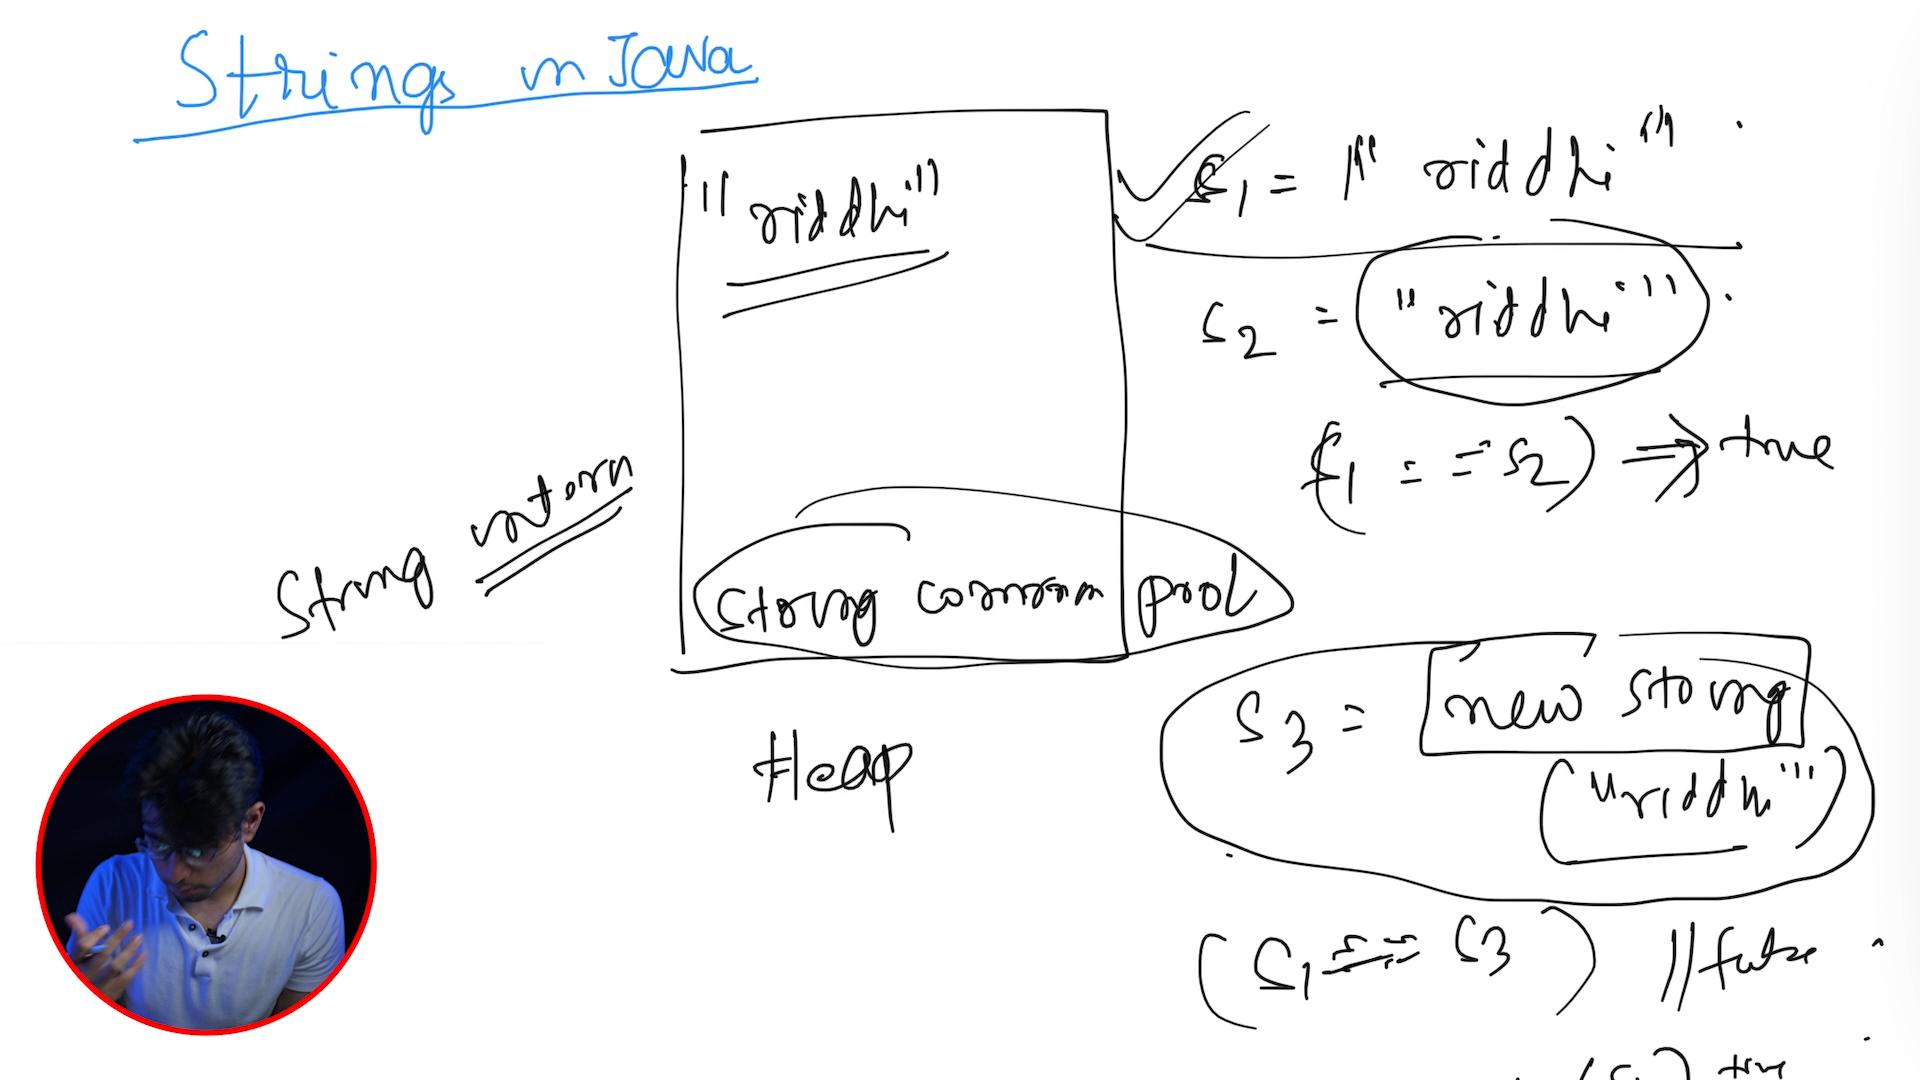 Strings in Java
"riddhi"
s1 = "riddhi"
s2 = "riddhi"
(s1 == s2) => true
String intern
string common pool
Heap
s3 = new string
("riddhi")
(s1 == s3) // false
true